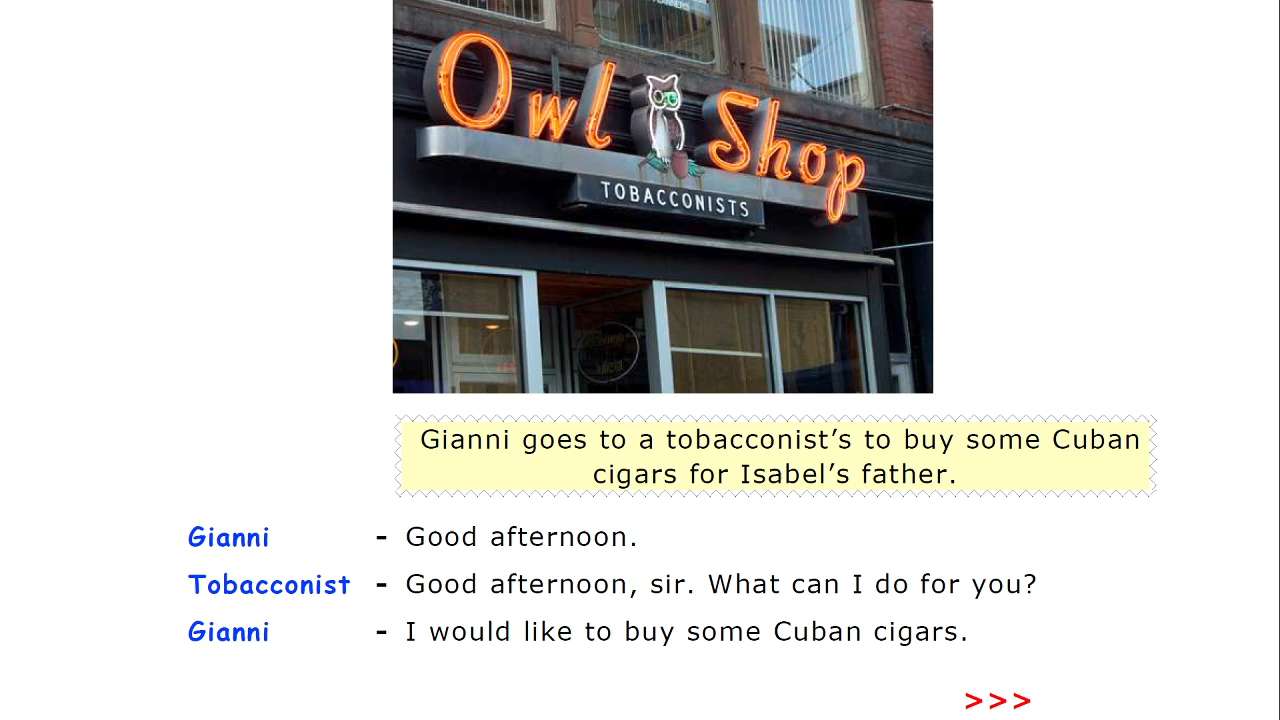 Owl Shop
TOBACCONISTS
Gianni goes to a tobacconist's to buy some Cuban
cigars for Isabel's father.
Gianni - Good afternoon.
Tobacconist - Good afternoon, sir. What can I do for you?
Gianni - I would like to buy some Cuban cigars.
>>>